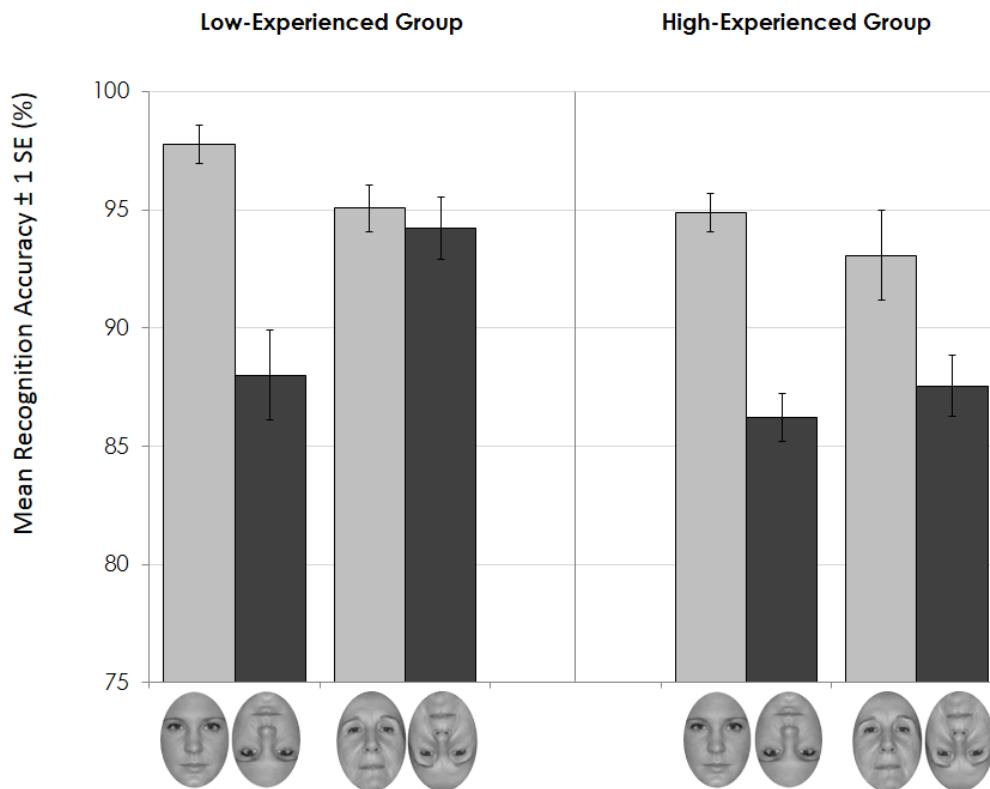 Low-Experienced Group
High-Experienced Group
Mean Recognition Accuracy ± 1 SE (%)
100
95
90
85
80
75